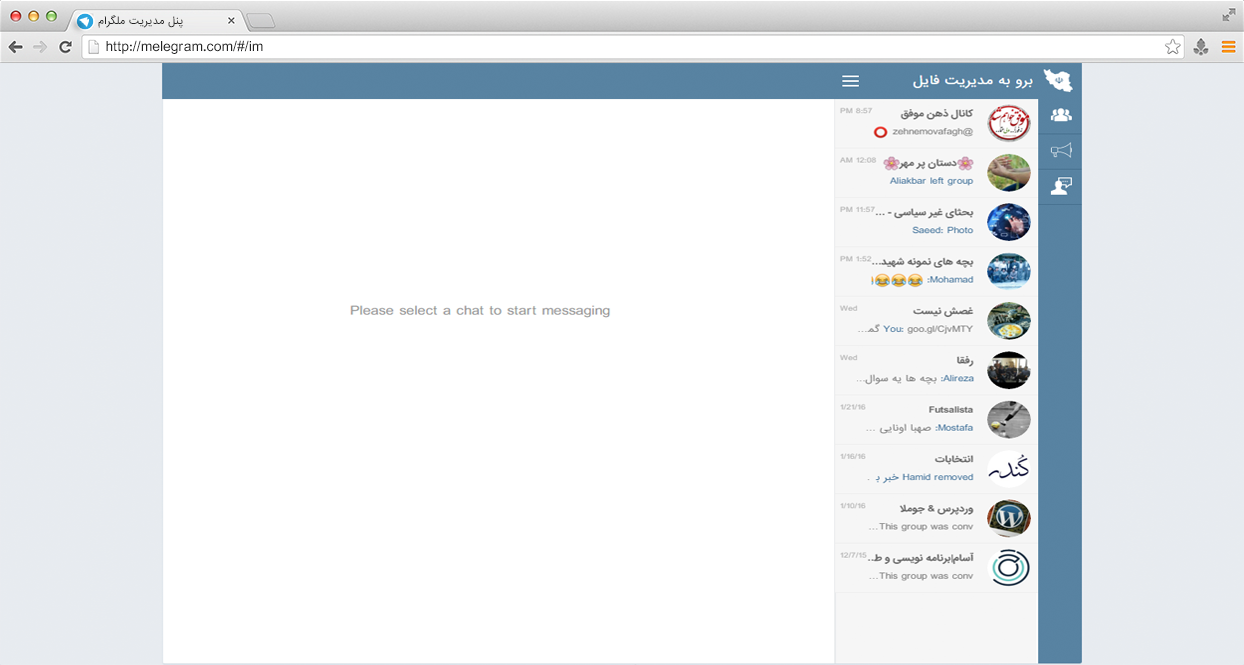 پنل مدیریت ملگرام
http://melegram.com/#/im
برو به مدیریت فایل
کانال ذهن موفق
8:57 PM
@zehnemovafagh
🌸دستان پر مهر🌸
12:08 AM
Aliakbar left group
بحثای غیر سیاسی - ...
11:57 PM
Saeed: Photo
بچه های نمونه شهید...
1:52 PM
Mohamad: 😂😂😂
غصش نیست
Wed
You: goo.gl/CjvMTY گم...
رفقا
Wed
Alireza: بچه ها یه سوال...
Futsalista
1/21/16
Mostafa: صهبا اونایی ...
انتخابات
1/16/16
Hamid removed خبر ب
کُندر
وردپرس & جوملا
1/10/16
This group was conv...
آسام|برنامه نویسی و ط...
12/7/15
This group was conv...
Please select a chat to start messaging